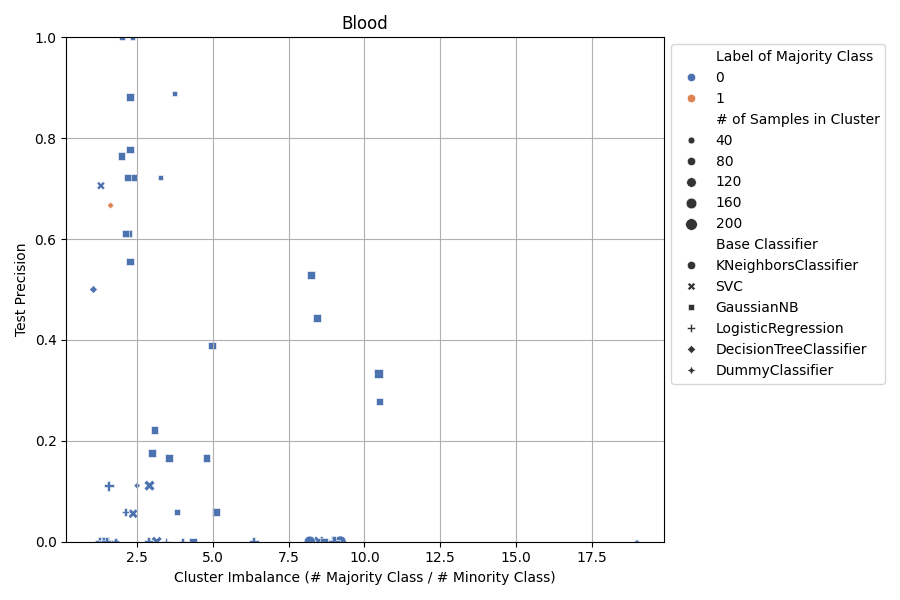 Blood
1.0
0.8
0.6
0.4
0.2
0.0
Test Precision
2.5 5.0 7.5 10.0 12.5 15.0 17.5
Cluster Imbalance (# Majority Class / # Minority Class)
Label of Majority Class
0
1
# of Samples in Cluster
40
80
120
160
200
Base Classifier
KNeighborsClassifier
SVC
GaussianNB
LogisticRegression
DecisionTreeClassifier
DummyClassifier